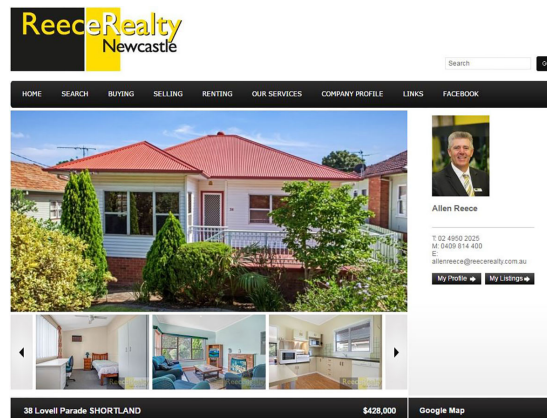 ReeceRealty
Newcastle
Search
HOME SEARCH BUYING SELLING RENTING OUR SERVICES COMPANY PROFILE LINKS FACEBOOK
Allen Reece
T: 02 4950 2025
M: 0409 814 400
E:
allenreece@reecerealty.com.au
My Profile My Listings
38 Lovell Parade SHORTLAND $428,000 Google Map